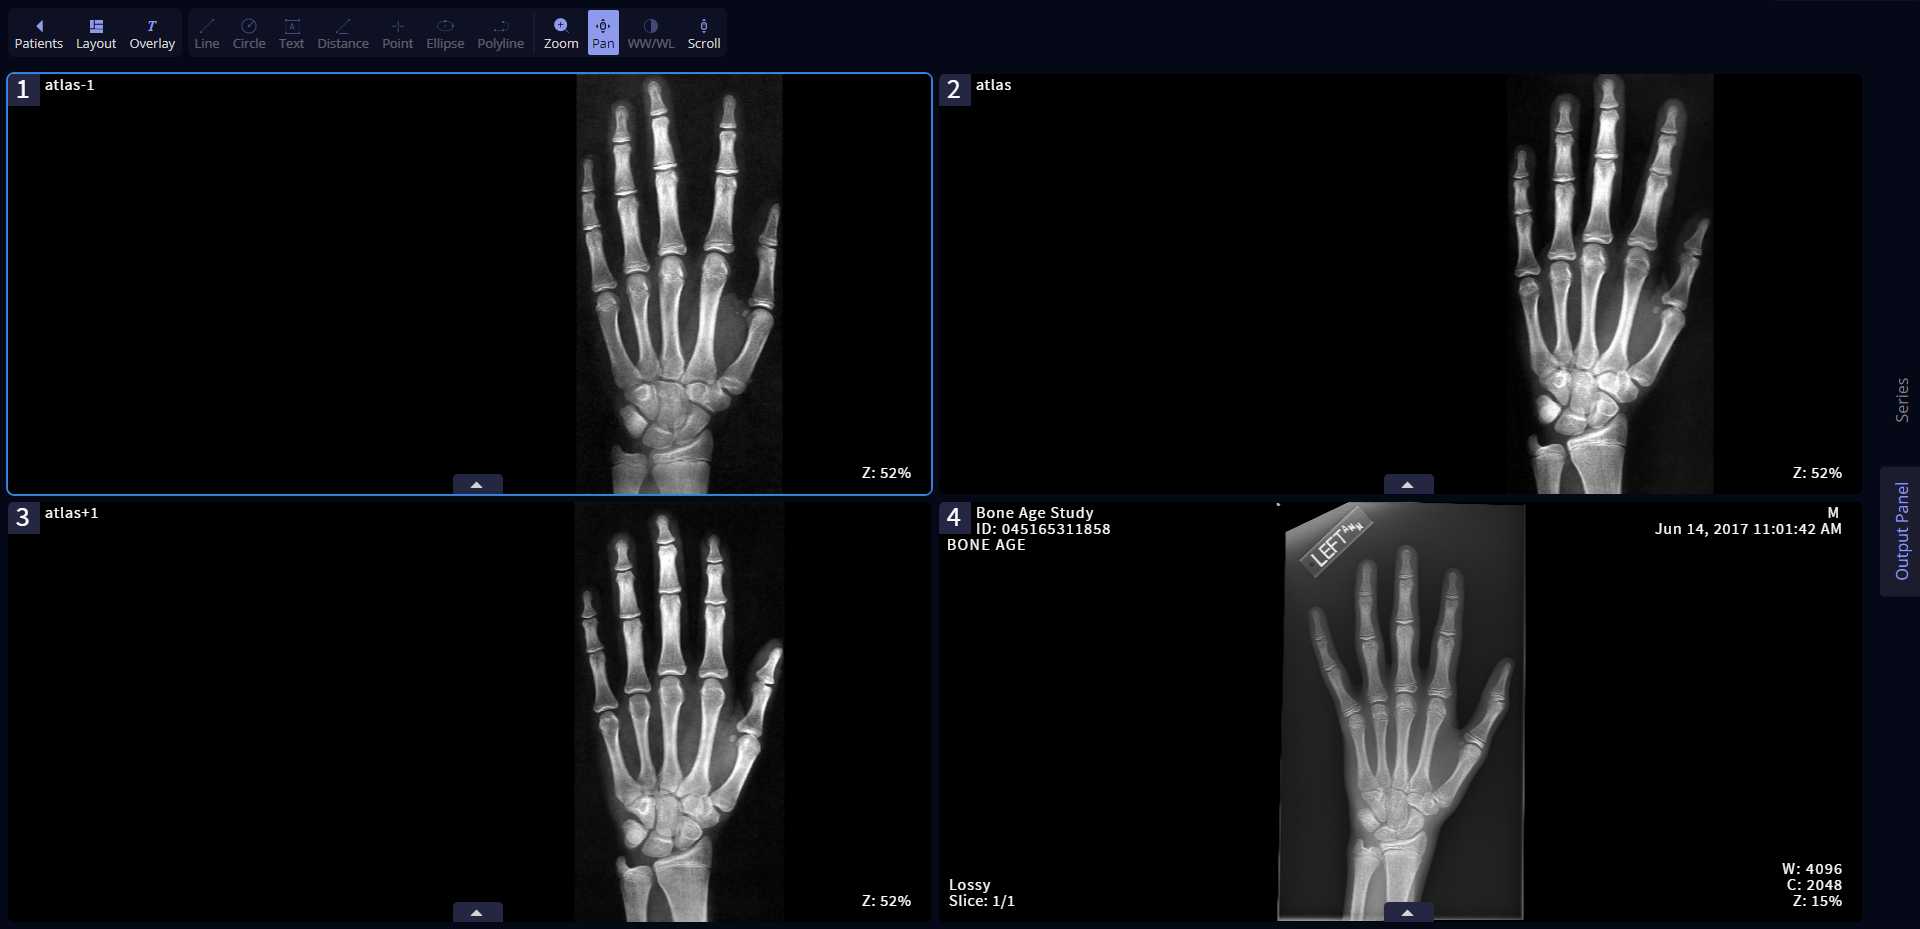 Patients Layout Overlay Line Circle Text Distance Point Ellipse Polyline Zoom Pan WW/WL Scroll
1 atlas-1
Z: 52%
2 atlas
Z: 52%
3 atlas+1
Z: 52%
4 Bone Age Study
ID: 045165311858
BONE AGE
M
Jun 14, 2017 11:01:42 AM
LEFT
Lossy
Slice: 1/1
W: 4096
C: 2048
Z: 15%
Series
Output Panel